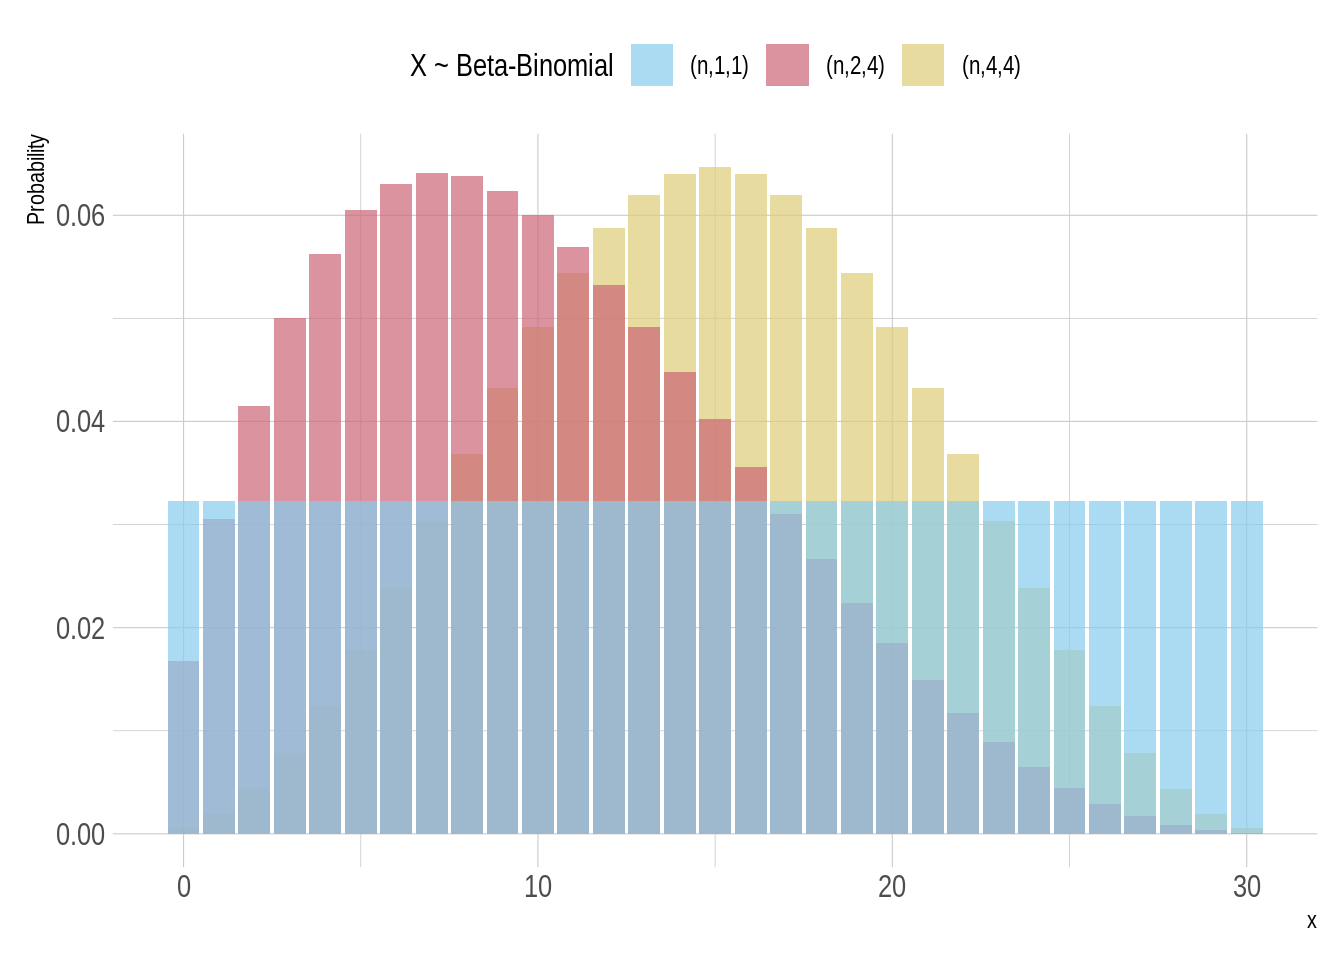 X ~ Beta-Binomial (n,1,1) (n,2,4) (n,4,4)
Probability
0.06
0.04
0.02
0.00
0 10 20 30
x